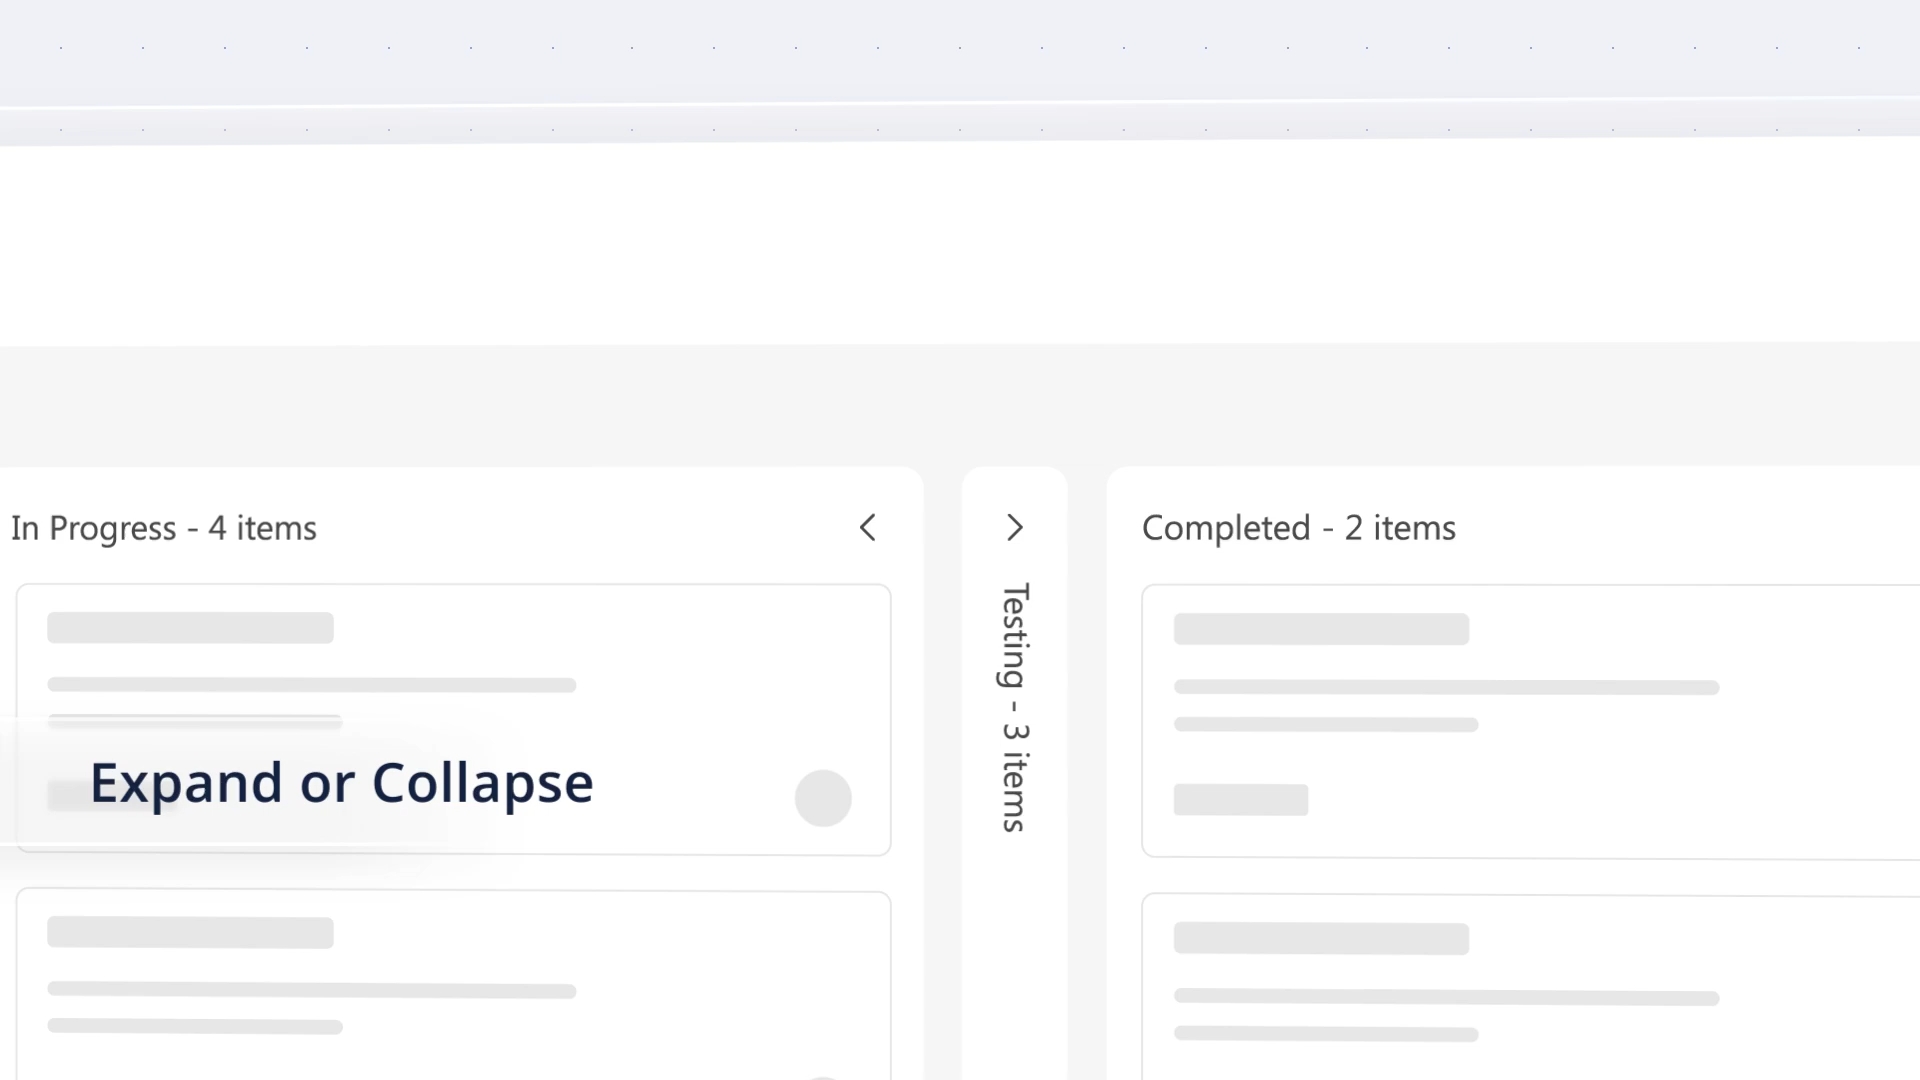 In Progress - 4 items
Testing - 3 items
Completed - 2 items
Expand or Collapse